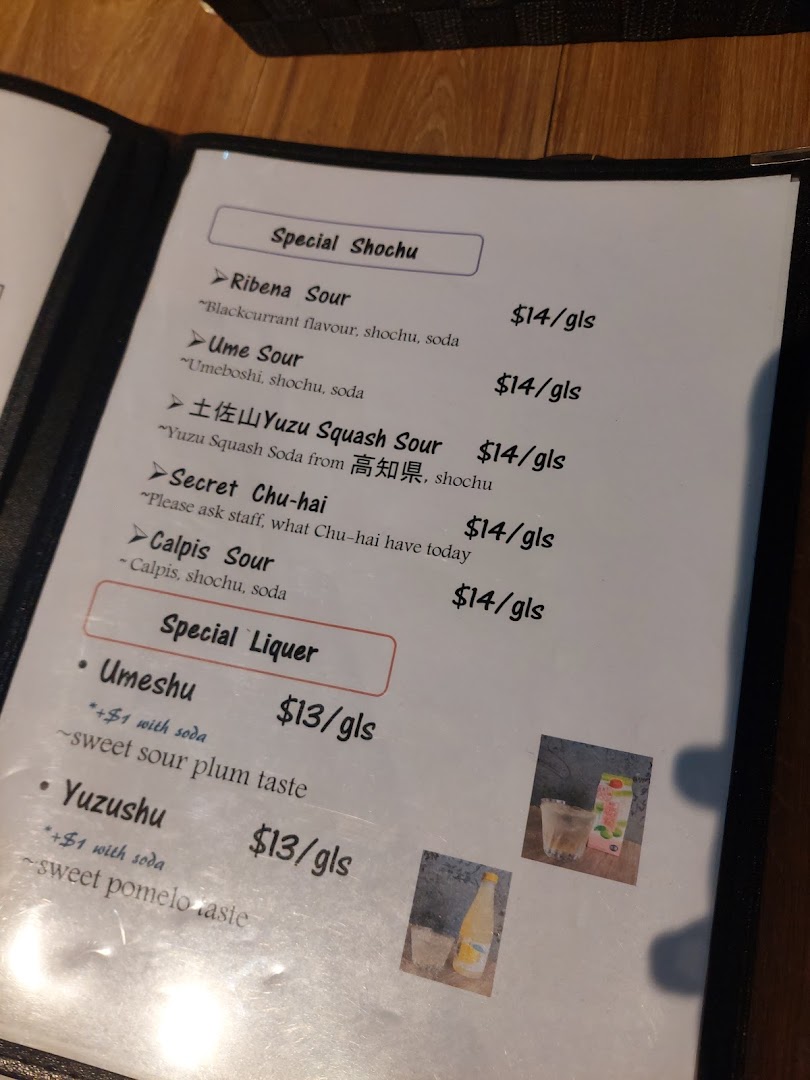 Special Shochu
➢Ribena Sour $14/gls
~Blackcurrant flavour, shochu, soda
➢Ume Sour $14/gls
~Umeboshi, shochu, soda
➢土佐山Yuzu Squash Sour $14/gls
~Yuzu Squash Soda from 高知県, shochu
➢Secret Chu-hai $14/gls
~Please ask staff, what Chu-hai have today
➢Calpis Sour $14/gls
~Calpis, shochu, soda
Special Liquer
• Umeshu $13/gls
*+$1 with soda
~sweet sour plum taste
• Yuzushu $13/gls
*+$1 with soda
~sweet pomelo taste